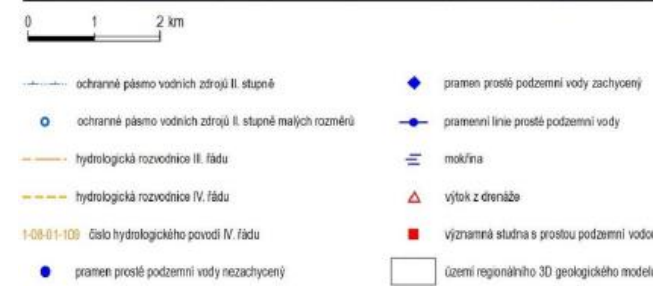 0 1 2 km
ochranné pásmo vodních zdrojů II. stupně
ochranné pásmo vodních zdrojů II. stupně malých rozměrů
hydrologická rozvodnice III. řádu
hydrologická rozvodnice IV. řádu
1-08-01-109 číslo hydrologického povodí IV. řádu
pramen prosté podzemní vody nezachycený
pramen prosté podzemní vody zachycený
pramenní linie prosté podzemní vody
mokřina
výtok z drenáže
významná studna s prostou podzemní vodou
území regionálního 3D geologického modelu